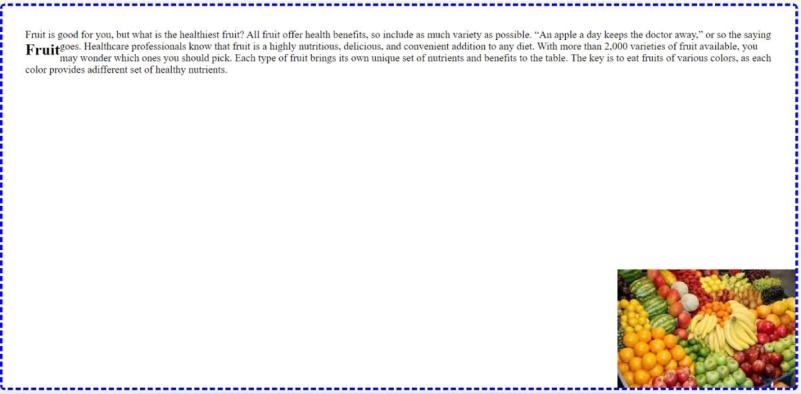 Fruit is good for you, but what is the healthiest fruit? All fruit offer health benefits, so include as much variety as possible. “An apple a day keeps the doctor away,” or so the saying
Fruit
goes. Healthcare professionals know that fruit is a highly nutritious, delicious, and convenient addition to any diet. With more than 2,000 varieties of fruit available, you
may wonder which ones you should pick. Each type of fruit brings its own unique set of nutrients and benefits to the table. The key is to eat fruits of various colors, as each
color provides adifferent set of healthy nutrients.